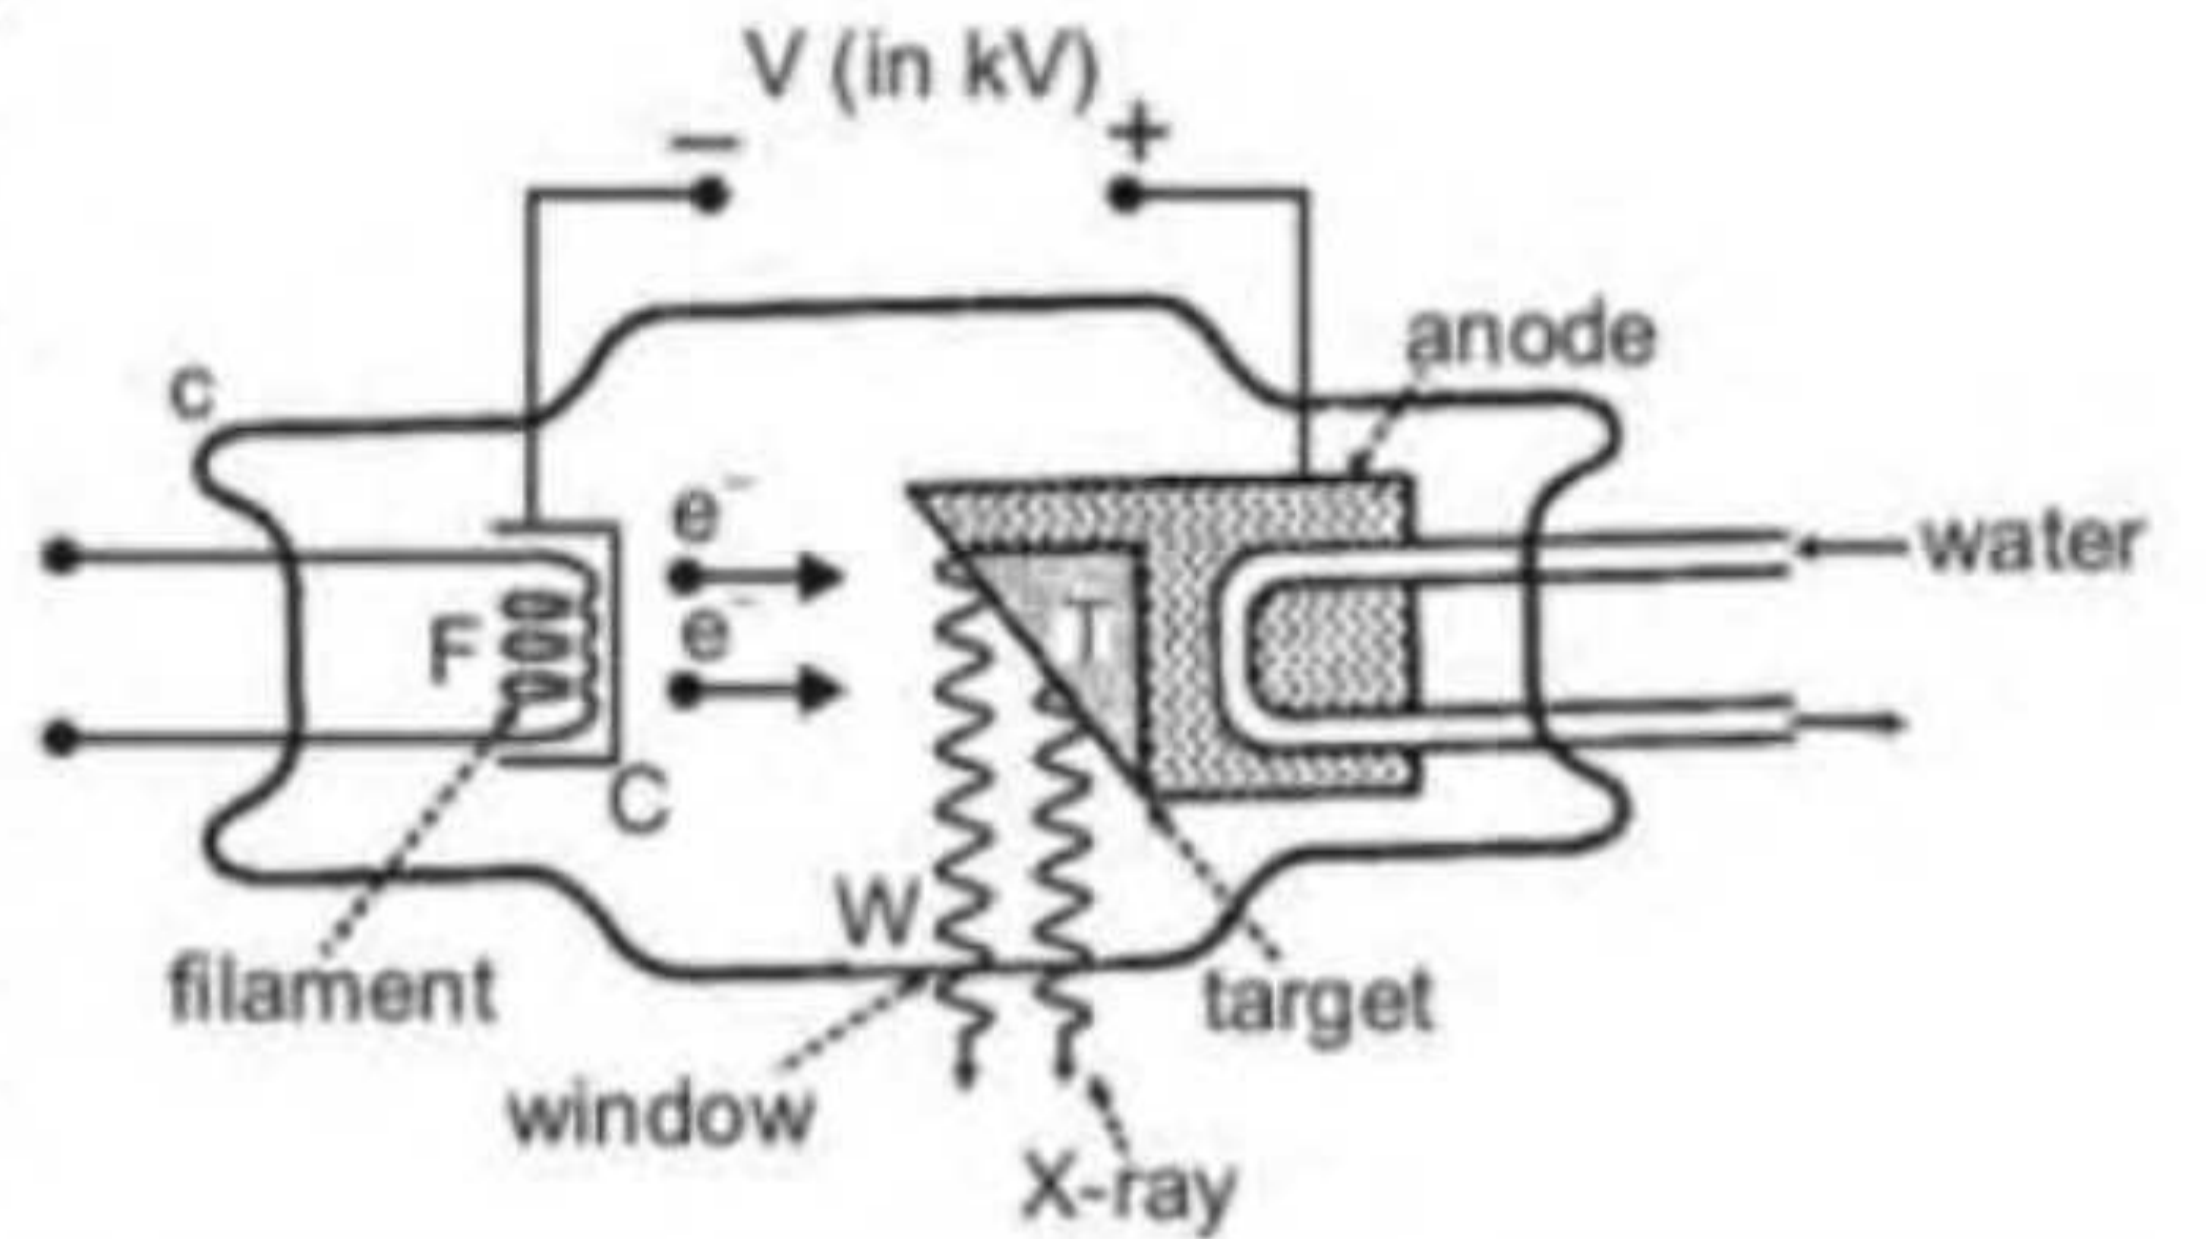 V (in kV)
− +
anode
c
e⁻
water
e⁻
F
T
C
W
filament
target
window
X-ray